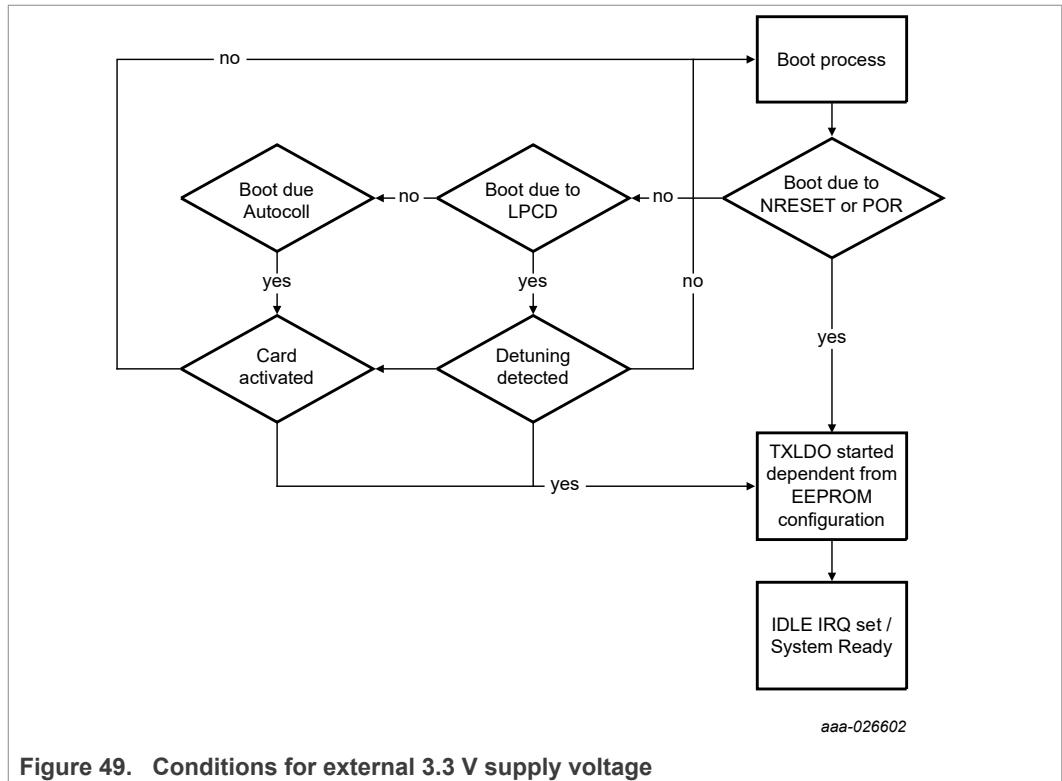 no
Boot process
Boot due
Autocoll
no
Boot due to
LPCD
no
Boot due to
NRESET or POR
yes
yes
no
yes
Card
activated
Detuning
detected
yes
TXLDO started
dependent from
EEPROM
configuration
IDLE IRQ set /
System Ready
aaa-026602
Figure 49. Conditions for external 3.3 V supply voltage